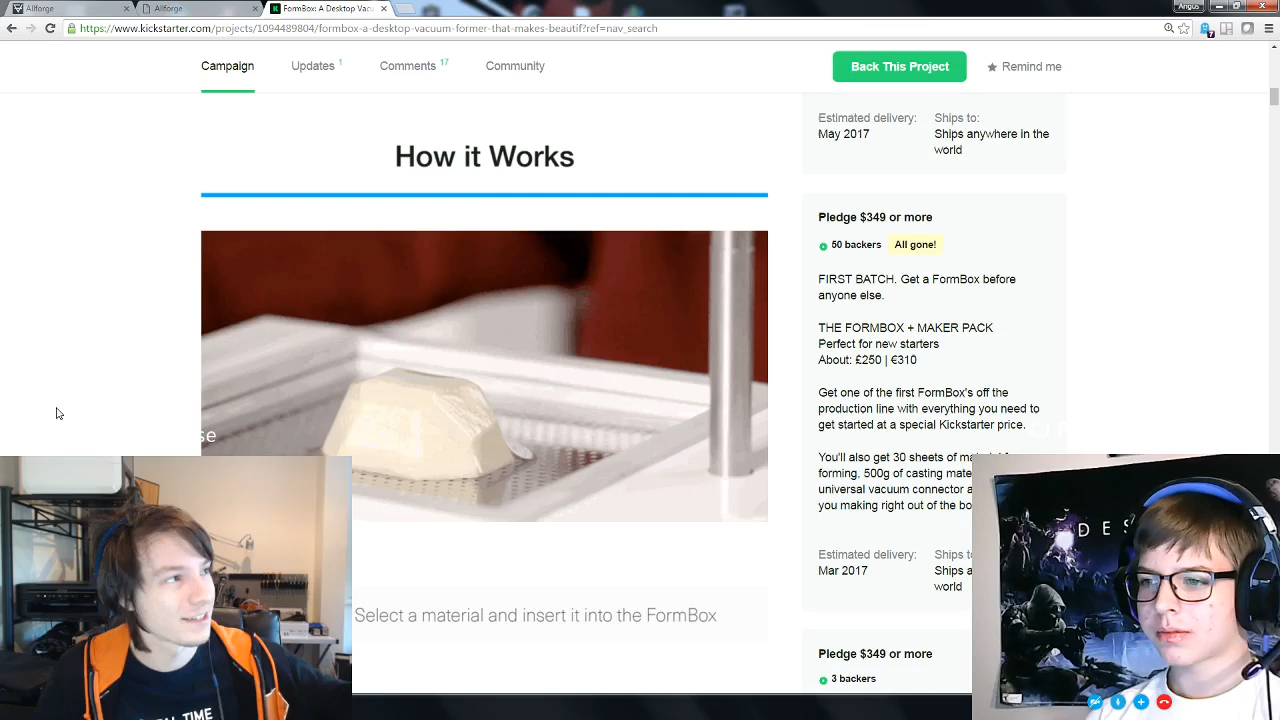 Allforge
Allforge
FormBox: A Desktop Vacu
Angus
https://www.kickstarter.com/projects/1094489804/formbox-a-desktop-vacuum-former-that-makes-beautif?ref=nav_search
7
Campaign
Updates 1
Comments 17
Community
Back This Project
Remind me
Estimated delivery:
May 2017
Ships to:
Ships anywhere in the
world
How it Works
Pledge $349 or more
50 backers
All gone!
FIRST BATCH. Get a FormBox before
anyone else.
THE FORMBOX + MAKER PACK
Perfect for new starters
About: £250 | €310
Get one of the first FormBox's off the
production line with everything you need to
get started at a special Kickstarter price.
You'll also get 30 sheets of
forming, 500g of casting mate
universal vacuum connector a
you making right out of the bo
Estimated delivery:
Mar 2017
Ships
world
Select a material and insert it into the FormBox
Pledge $349 or more
3 backers
se
CJ
DES
TIME